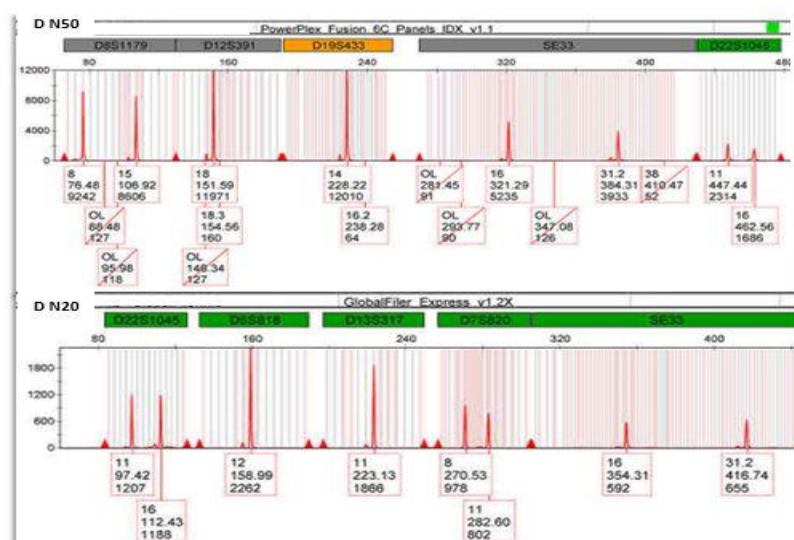 D N50
PowerPlex_Fusion_6C_Panels_IDX_v1.1
D8S1179 D12S391 D19S433 SE33 D22S1045
80 160 240 320 400 480
12000
8000
4000
0
8 15 18 14 OL 16 31.2 38 11
76.48 106.92 151.59 228.22 281.45 321.29 384.31 410.47 447.44
9242 8606 11971 12010 91 5235 3933 52 2314
OL 18.3 16.2 OL OL 16
88.48 154.56 238.28 293.77 347.08 462.56
127 160 64 90 126 1686
OL OL
95.98 148.34
118 127
D N20
GlobalFiler_Express_v1.2X
D22S1045 D5S818 D13S317 D7S820 SE33
80 160 240 320 400
1800
1200
600
0
11 12 11 8 16 31.2
97.42 158.99 223.13 270.53 354.31 416.74
1207 2262 1866 978 592 655
16 11
112.43 282.60
1188 802